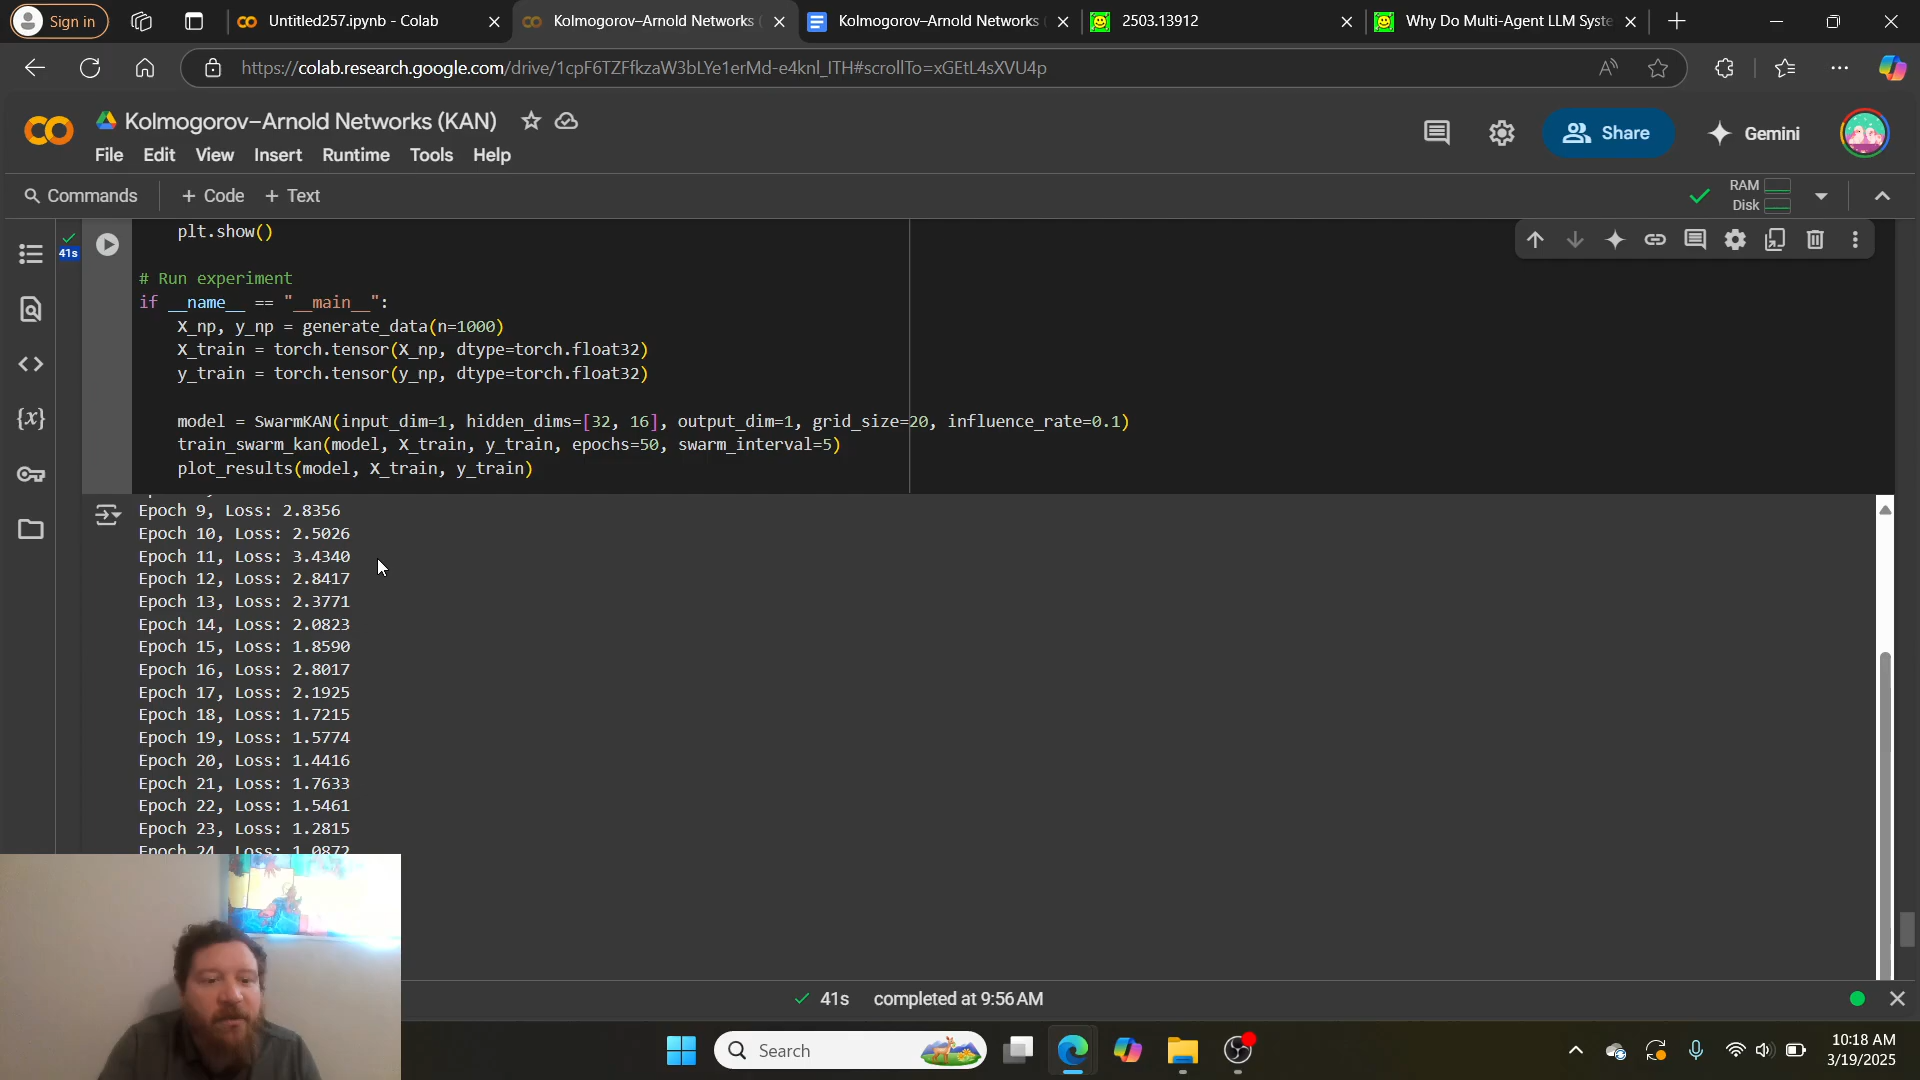 Sign in
Untitled257.ipynb - Colab
Kolmogorov–Arnold Networks (
Kolmogorov–Arnold Networks (
2503.13912
Why Do Multi-Agent LLM Syste
https://colab.research.google.com/drive/1cpF6TZFfkzaW3bLYe1erMd-e4knl_ITH#scrollTo=xGEtL4sXVU4p
Kolmogorov–Arnold Networks (KAN)
File Edit View Insert Runtime Tools Help
Share
Gemini
Commands + Code + Text
RAM
Disk
41s
plt.show()
# Run experiment
if __name__ == "__main__":
X_np, y_np = generate_data(n=1000)
X_train = torch.tensor(X_np, dtype=torch.float32)
y_train = torch.tensor(y_np, dtype=torch.float32)
model = SwarmKAN(input_dim=1, hidden_dims=[32, 16], output_dim=1, grid_size=20, influence_rate=0.1)
train_swarm_kan(model, X_train, y_train, epochs=50, swarm_interval=5)
plot_results(model, X_train, y_train)
Epoch 9, Loss: 2.8356
Epoch 10, Loss: 2.5026
Epoch 11, Loss: 3.4340
Epoch 12, Loss: 2.8417
Epoch 13, Loss: 2.3771
Epoch 14, Loss: 2.0823
Epoch 15, Loss: 1.8590
Epoch 16, Loss: 2.8017
Epoch 17, Loss: 2.1925
Epoch 18, Loss: 1.7215
Epoch 19, Loss: 1.5774
Epoch 20, Loss: 1.4416
Epoch 21, Loss: 1.7633
Epoch 22, Loss: 1.5461
Epoch 23, Loss: 1.2815
Epoch 24, Loss: 1.0872
41s completed at 9:56 AM
Search
10:18 AM
3/19/2025